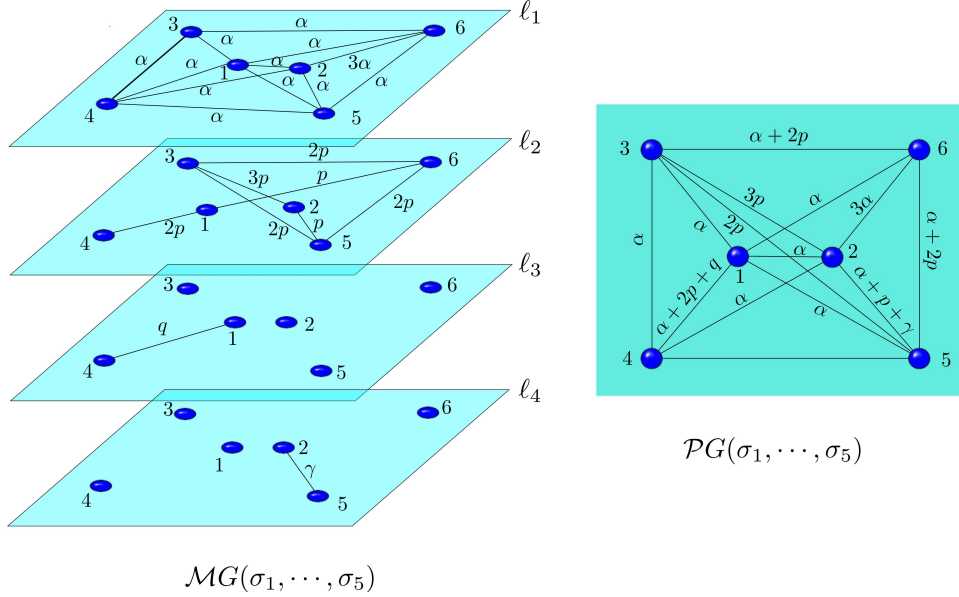 ℓ₁
3
α
6
α
α
α
α
1
α
2
3α
α
α
α
α
4
α
5
ℓ₂
3
2p
6
3p
p
2
1
2p
2p
p
2p
4
5
ℓ₃
3
6
q
1
2
4
5
ℓ₄
3
6
1
2
γ
4
5
MG(σ₁, ⋯, σ₅)
3
α + 2p
6
3p
α
3α
2p
α
α
α + 2p
α
1
2
α + 2p + q
α
α
α + p + γ
4
5
PG(σ₁, ⋯, σ₅)